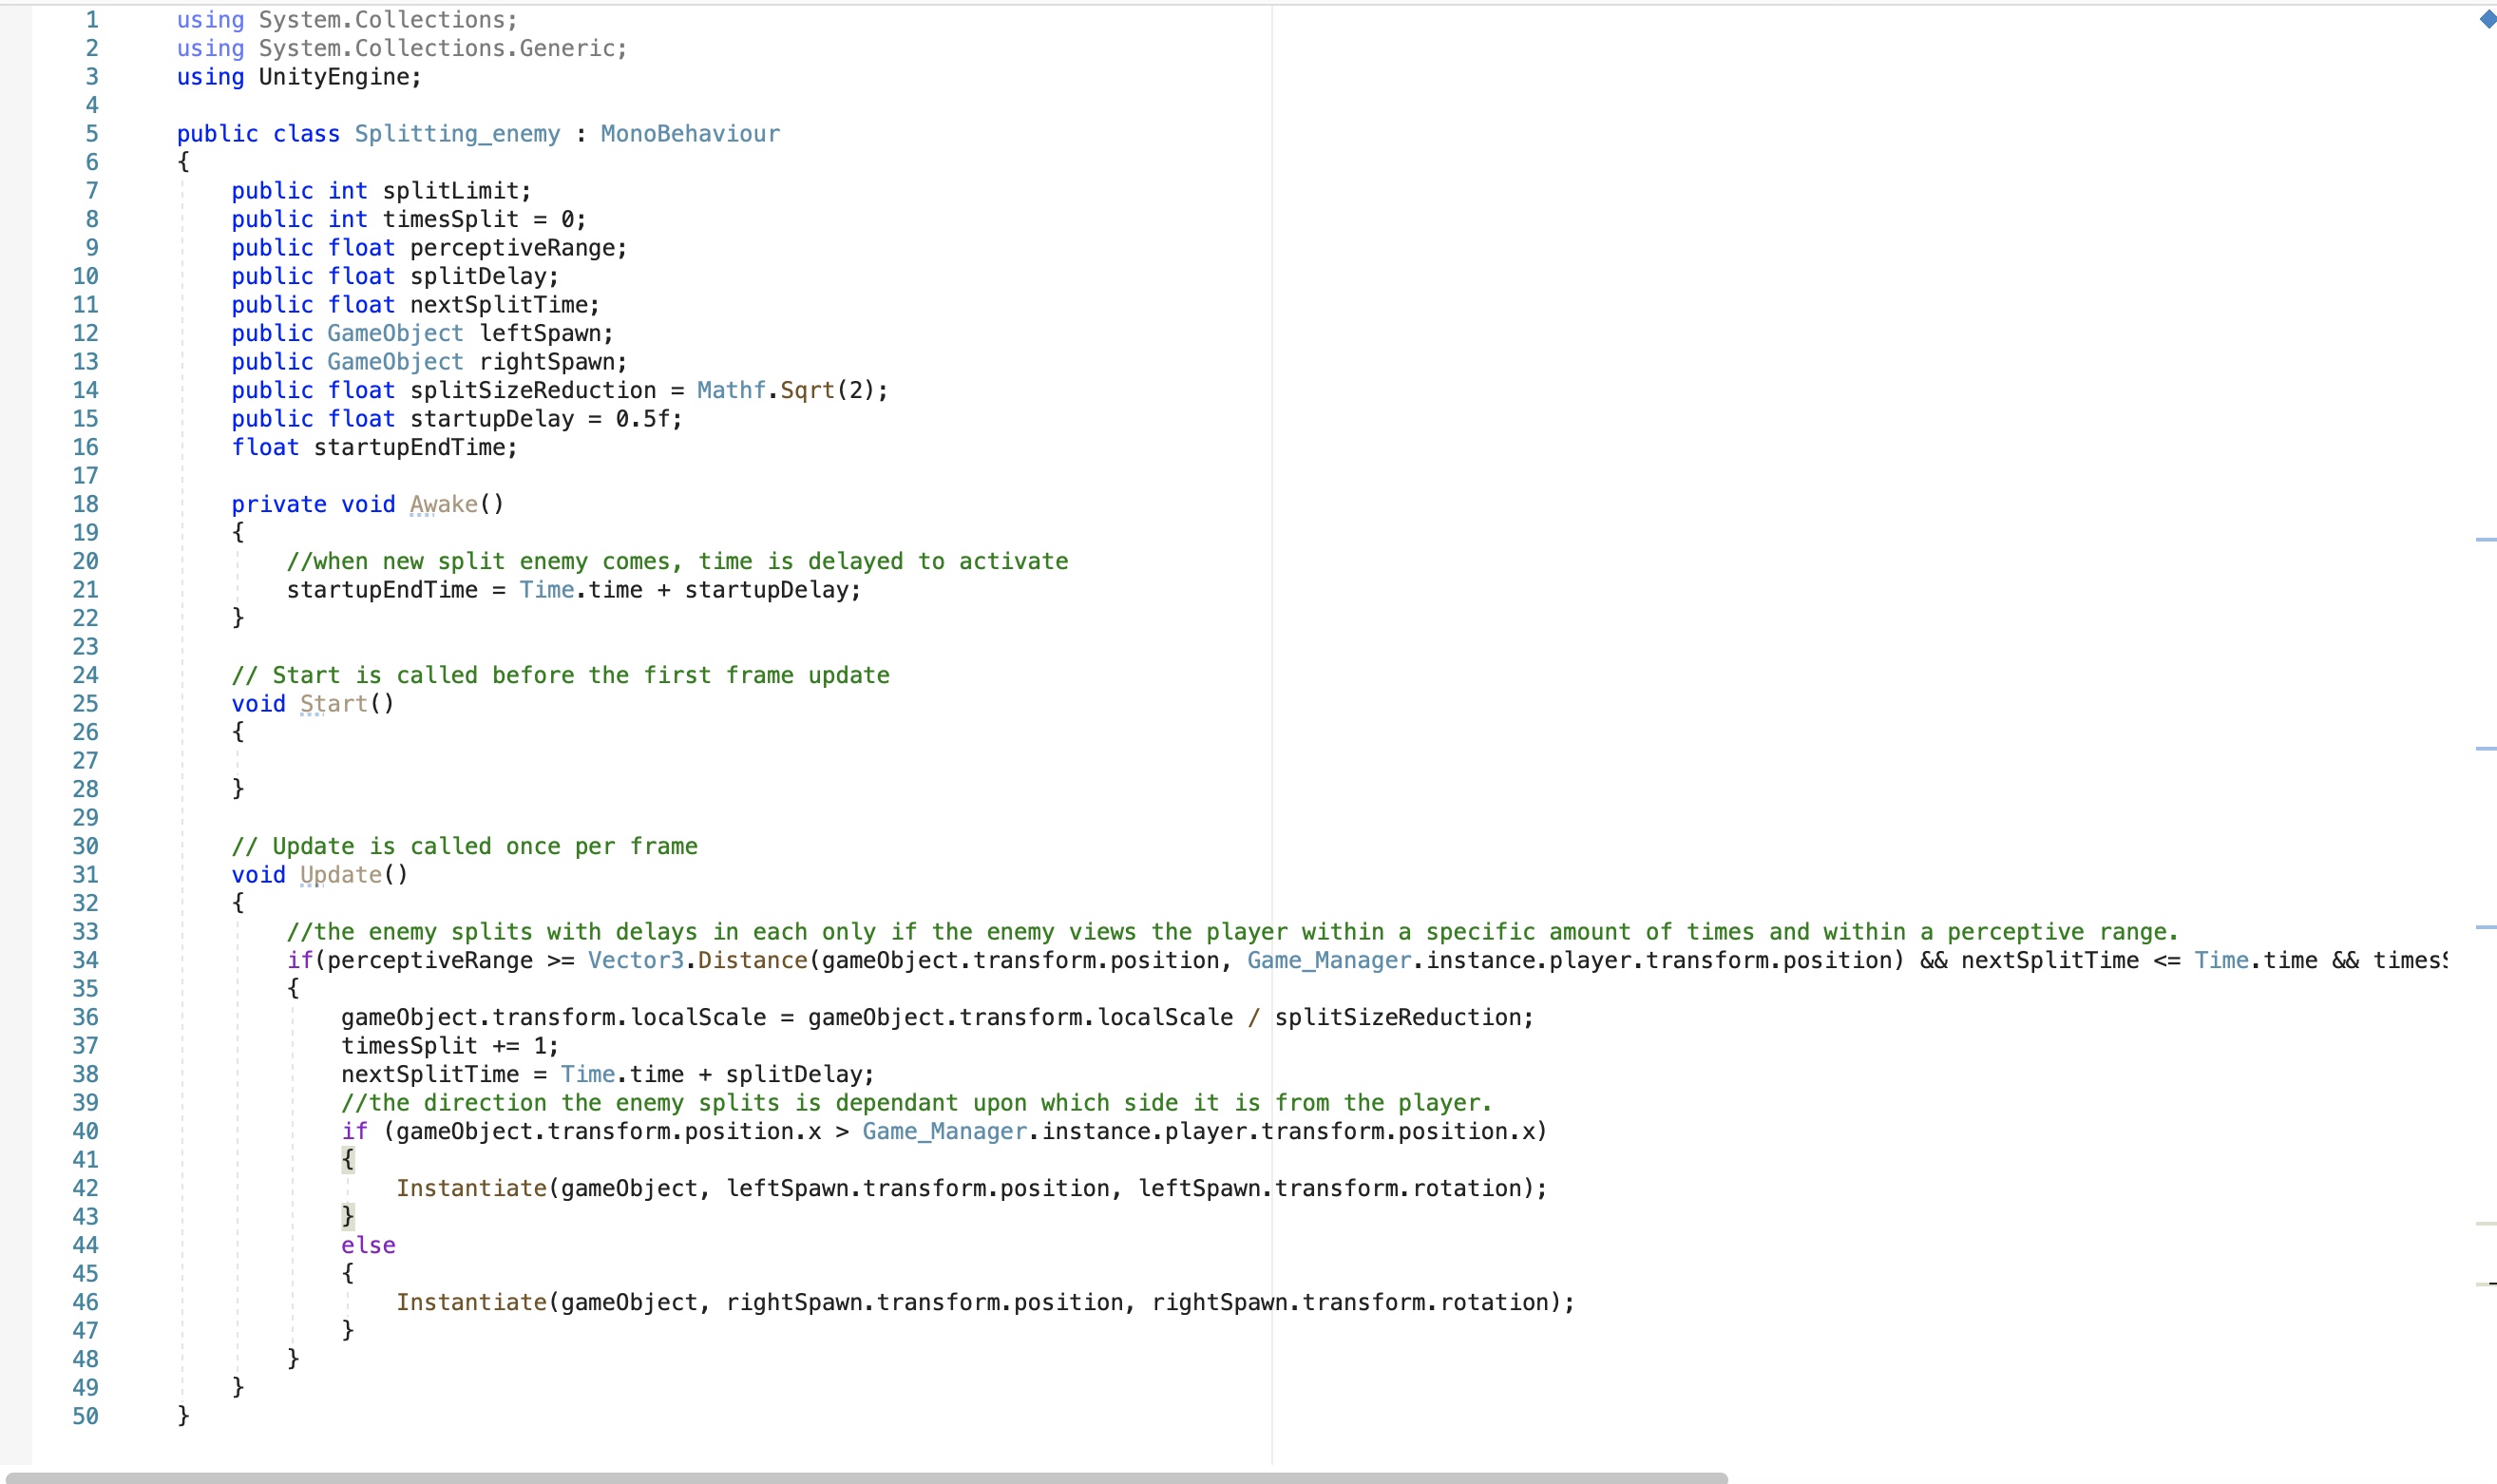 1 using System.Collections;
2 using System.Collections.Generic;
3 using UnityEngine;
4
5 public class Splitting_enemy : MonoBehaviour
6 {
7 public int splitLimit;
8 public int timesSplit = 0;
9 public float perceptiveRange;
10 public float splitDelay;
11 public float nextSplitTime;
12 public GameObject leftSpawn;
13 public GameObject rightSpawn;
14 public float splitSizeReduction = Mathf.Sqrt(2);
15 public float startupDelay = 0.5f;
16 float startupEndTime;
17
18 private void Awake()
19 {
20 //when new split enemy comes, time is delayed to activate
21 startupEndTime = Time.time + startupDelay;
22 }
23
24 // Start is called before the first frame update
25 void Start()
26 {
27
28 }
29
30 // Update is called once per frame
31 void Update()
32 {
33 //the enemy splits with delays in each only if the enemy views the player within a specific amount of times and within a perceptive range.
34 if(perceptiveRange >= Vector3.Distance(gameObject.transform.position, Game_Manager.instance.player.transform.position) && nextSplitTime <= Time.time &&
35 {
36 gameObject.transform.localScale = gameObject.transform.localScale / splitSizeReduction;
37 timesSplit += 1;
38 nextSplitTime = Time.time + splitDelay;
39 //the direction the enemy splits is dependant upon which side it is from the player.
40 if (gameObject.transform.position.x > Game_Manager.instance.player.transform.position.x)
41 {
42 Instantiate(gameObject, leftSpawn.transform.position, leftSpawn.transform.rotation);
43 }
44 else
45 {
46 Instantiate(gameObject, rightSpawn.transform.position, rightSpawn.transform.rotation);
47 }
48 }
49 }
50 }